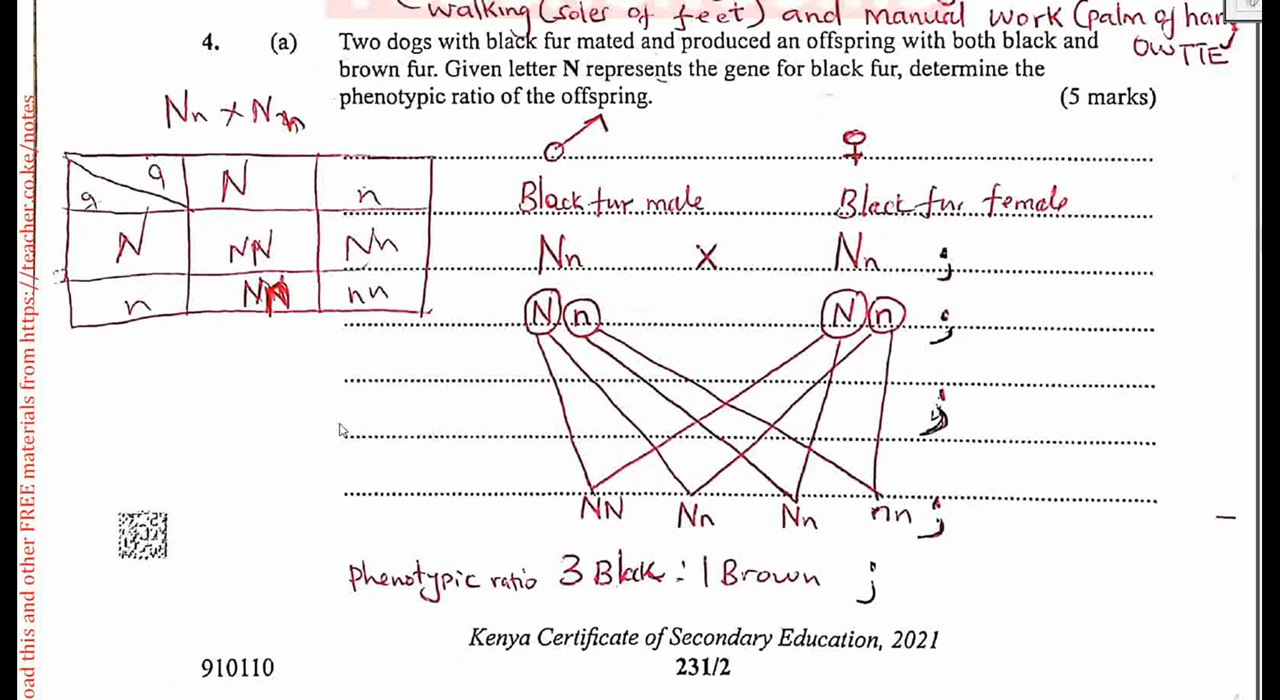 walking (soles of feet) and manual work (palm of han
OWTTE
4. (a) Two dogs with black fur mated and produced an offspring with both black and
brown fur. Given letter N represents the gene for black fur, determine the
phenotypic ratio of the offspring. (5 marks)
Nn x Nn
♂ ♀
Black fur male Black fur female
Nn x Nn ;
N n N n ;
;
NN Nn Nn nn ;
Phenotypic ratio 3 Black : 1 Brown ;
N n
N NN Nn
n nn
Kenya Certificate of Secondary Education, 2021
910110 231/2
oad this and other FREE materials from https://teacher.co.ke/notes